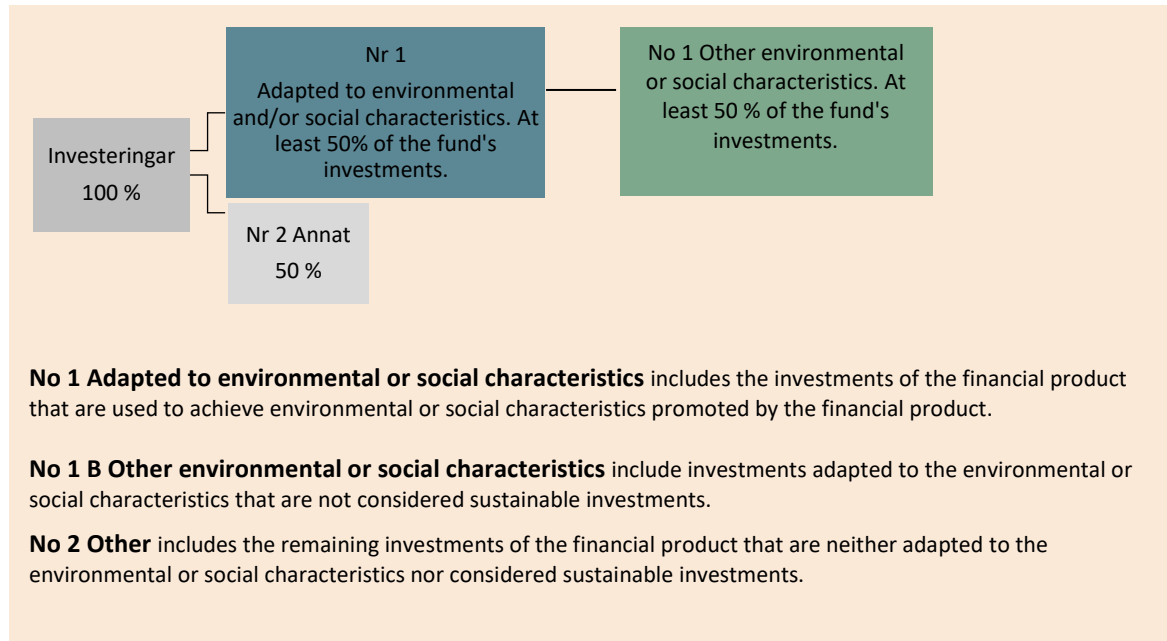 Nr 1
Adapted to environmental
and/or social characteristics. At
least 50% of the fund's
investments.
No 1 Other environmental
or social characteristics. At
least 50 % of the fund's
investments.
Investeringar
100 %
Nr 2 Annat
50 %
No 1 Adapted to environmental or social characteristics includes the investments of the financial product
that are used to achieve environmental or social characteristics promoted by the financial product.
No 1 B Other environmental or social characteristics include investments adapted to the environmental or
social characteristics that are not considered sustainable investments.
No 2 Other includes the remaining investments of the financial product that are neither adapted to the
environmental or social characteristics nor considered sustainable investments.